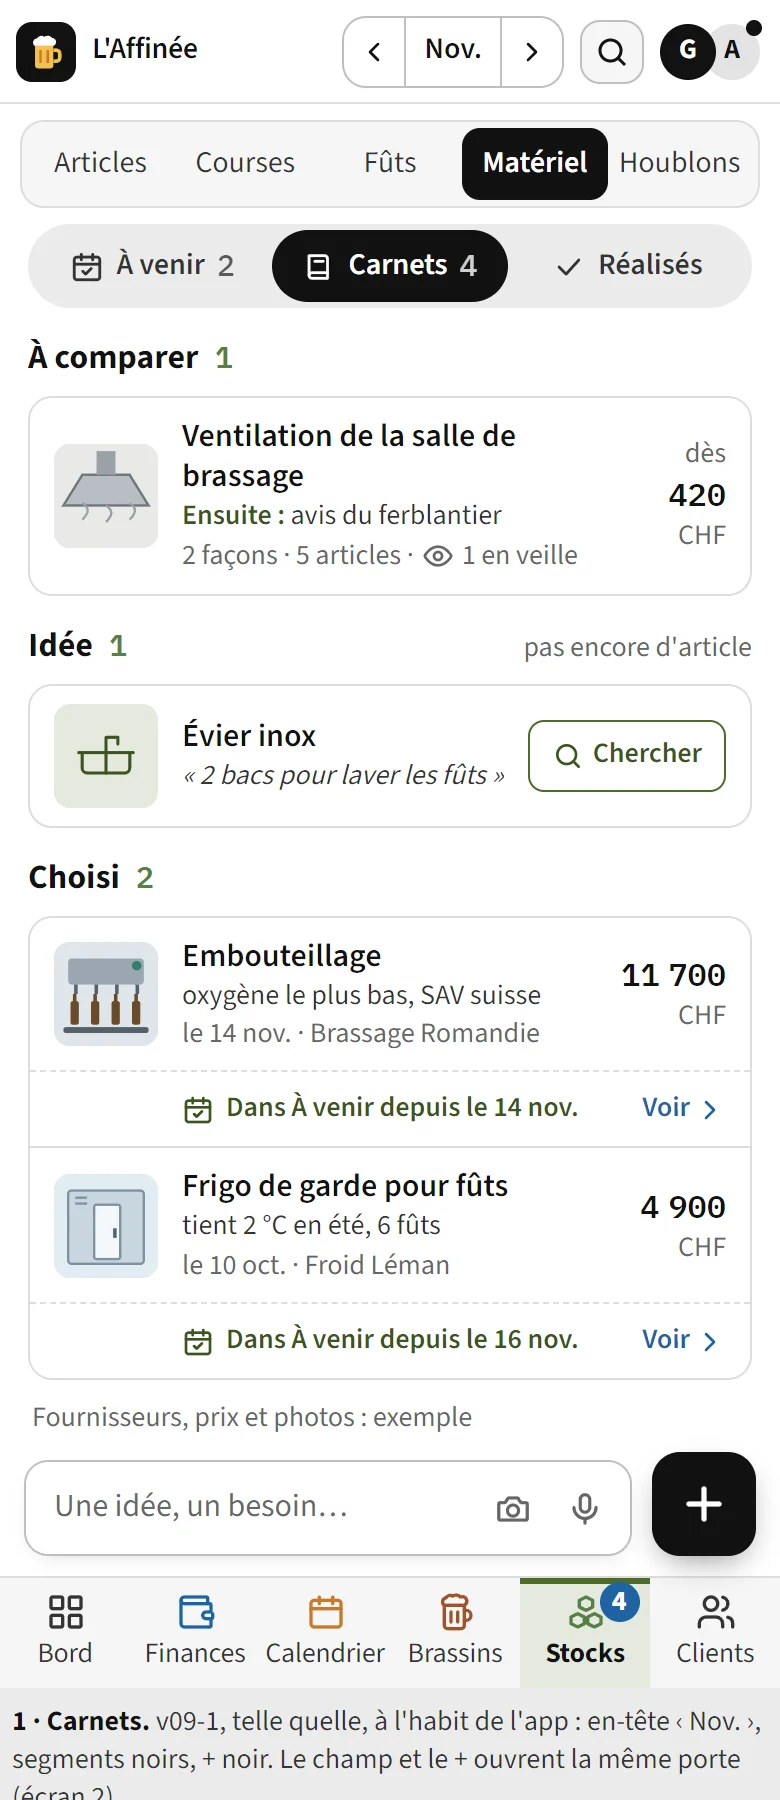 L'Affinée
Nov.
G
A
Articles
Courses
Fûts
Matériel
Houblons
À venir 2
Carnets 4
Réalisés
À comparer 1
Ventilation de la salle de
brassage
Ensuite : avis du ferblantier
2 façons · 5 articles · 1 en veille
dès
420
CHF
Idée 1
pas encore d'article
Évier inox
« 2 bacs pour laver les fûts »
Chercher
Choisi 2
Embouteillage
oxygène le plus bas, SAV suisse
le 14 nov. · Brassage Romandie
11 700
CHF
Dans À venir depuis le 14 nov.
Voir
Frigo de garde pour fûts
tient 2 °C en été, 6 fûts
le 10 oct. · Froid Léman
4 900
CHF
Dans À venir depuis le 16 nov.
Voir
Fournisseurs, prix et photos : exemple
Une idée, un besoin…
Bord
Finances
Calendrier
Brassins
4
Stocks
Clients
1 · Carnets. v09-1, telle quelle, à l'habit de l'app : en-tête ‹ Nov. ›,
segments noirs, + noir. Le champ et le + ouvrent la même porte
(écran 2)